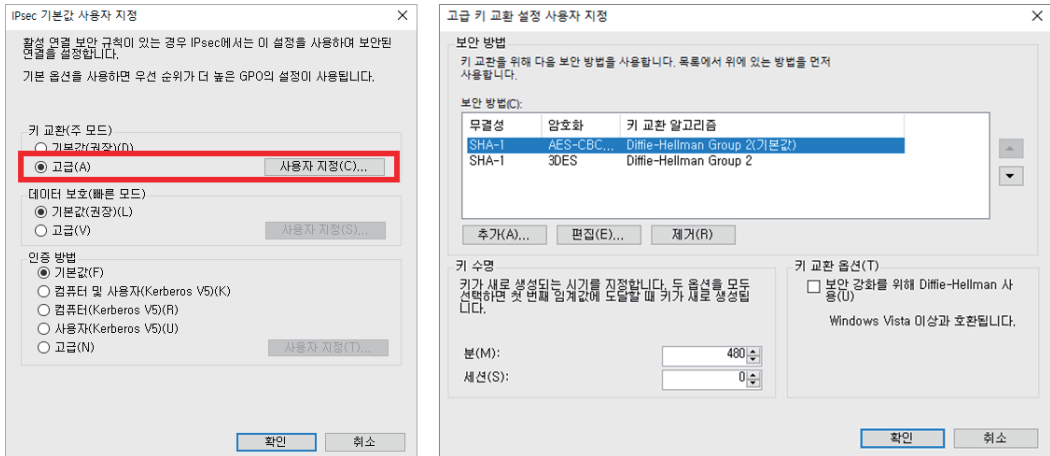 IPsec 기본값 사용자 지정
활성 연결 보안 규칙이 있는 경우 IPsec에서는 이 설정을 사용하여 보안된
연결을 설정합니다.
기본 옵션을 사용하면 우선 순위가 더 높은 GPO의 설정이 사용됩니다.
키 교환(주 모드)
기본값(권장)(D)
고급(A)
사용자 지정(C)...
데이터 보호(빠른 모드)
기본값(권장)(L)
고급(V)
사용자 지정(S)...
인증 방법
기본값(F)
컴퓨터 및 사용자(Kerberos V5)(K)
컴퓨터(Kerberos V5)(R)
사용자(Kerberos V5)(U)
고급(N)
사용자 지정(T)...
확인
취소
고급 키 교환 설정 사용자 지정
보안 방법
키 교환을 위해 다음 보안 방법을 사용합니다. 목록에서 위에 있는 방법을 먼저
사용합니다.
보안 방법(C):
무결성 암호화 키 교환 알고리즘
SHA-1 AES-CBC... Diffie-Hellman Group 2(기본값)
SHA-1 3DES Diffie-Hellman Group 2
추가(A)... 편집(E)... 제거(R)
키 수명
키가 새로 생성되는 시기를 지정합니다. 두 옵션을 모두
선택하면 첫 번째 임계값에 도달할 때 키가 새로 생성됩
니다.
분(M): 480
세션(S): 0
키 교환 옵션(T)
보안 강화를 위해 Diffie-Hellman 사
용(U)
Windows Vista 이상과 호환됩니다.
확인
취소